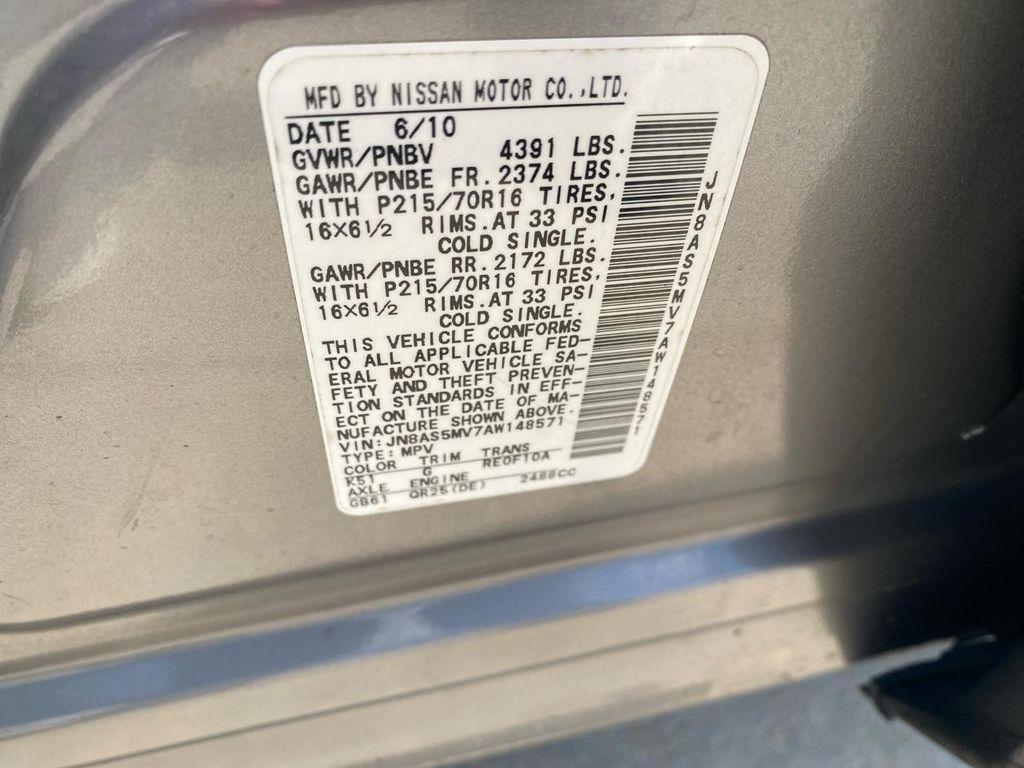 MFD BY NISSAN MOTOR CO.,LTD.
DATE 6/10
GVWR/PNBV 4391 LBS.
GAWR/PNBE FR. 2374 LBS.
WITH P215/70R16 TIRES,
16×6½ RIMS. AT 33 PSI
COLD SINGLE.
GAWR/PNBE RR. 2172 LBS.
WITH P215/70R16 TIRES,
16×6½ RIMS. AT 33 PSI
COLD SINGLE.
THIS VEHICLE CONFORMS
TO ALL APPLICABLE FED-
ERAL MOTOR VEHICLE SA-
FETY AND THEFT PREVEN-
TION STANDARDS IN EFF-
ECT ON THE DATE OF MA-
NUFACTURE SHOWN ABOVE.
VIN: JN8AS5MV7AW148571
TYPE: MPV
COLOR TRIM TRANS
K51 G RE0F10A
AXLE ENGINE
GB61 QR25(DE) 2488CC
JN8AS5MV7AW148571